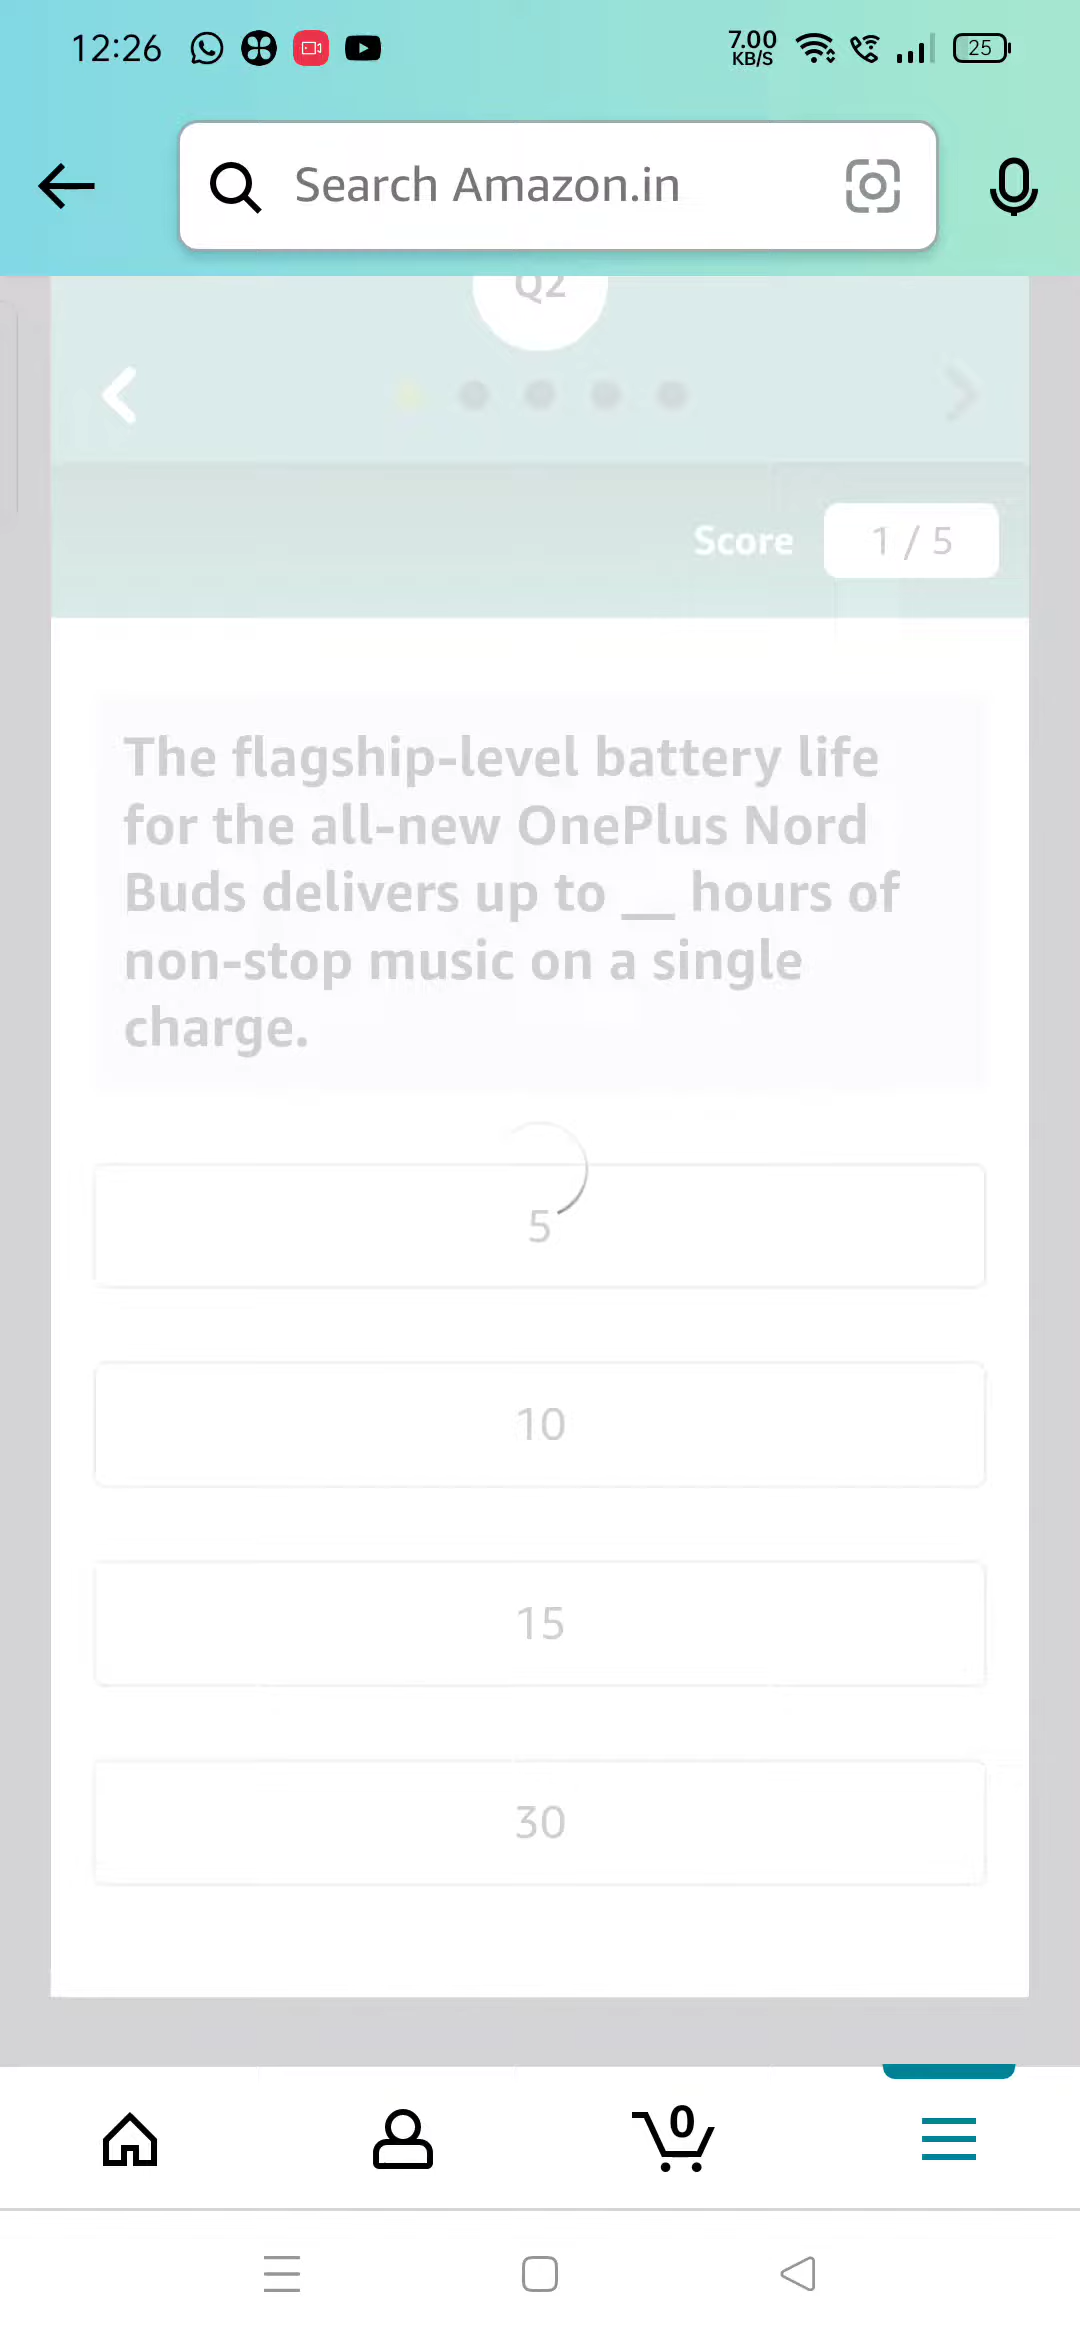 12:26
7.00
KB/S
25
Search Amazon.in
Q2
Score
1 / 5
The flagship-level battery life
for the all-new OnePlus Nord
Buds delivers up to __ hours of
non-stop music on a single
charge.
5
10
15
30
0